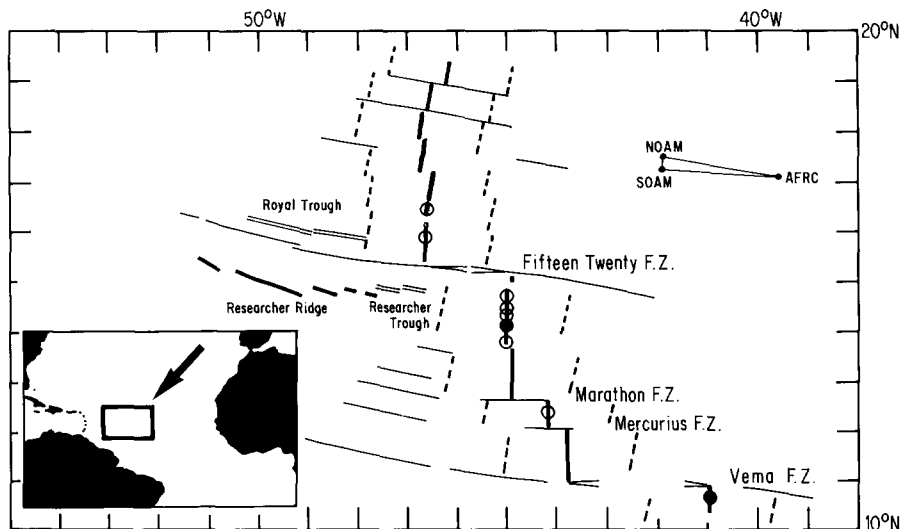 50°W
40°W
20°N
NOAM
SOAM
AFRC
Royal Trough
Fifteen Twenty F.Z.
Researcher Ridge
Researcher
Trough
Marathon F.Z.
Mercurius F.Z.
Vema F.Z.
10°N